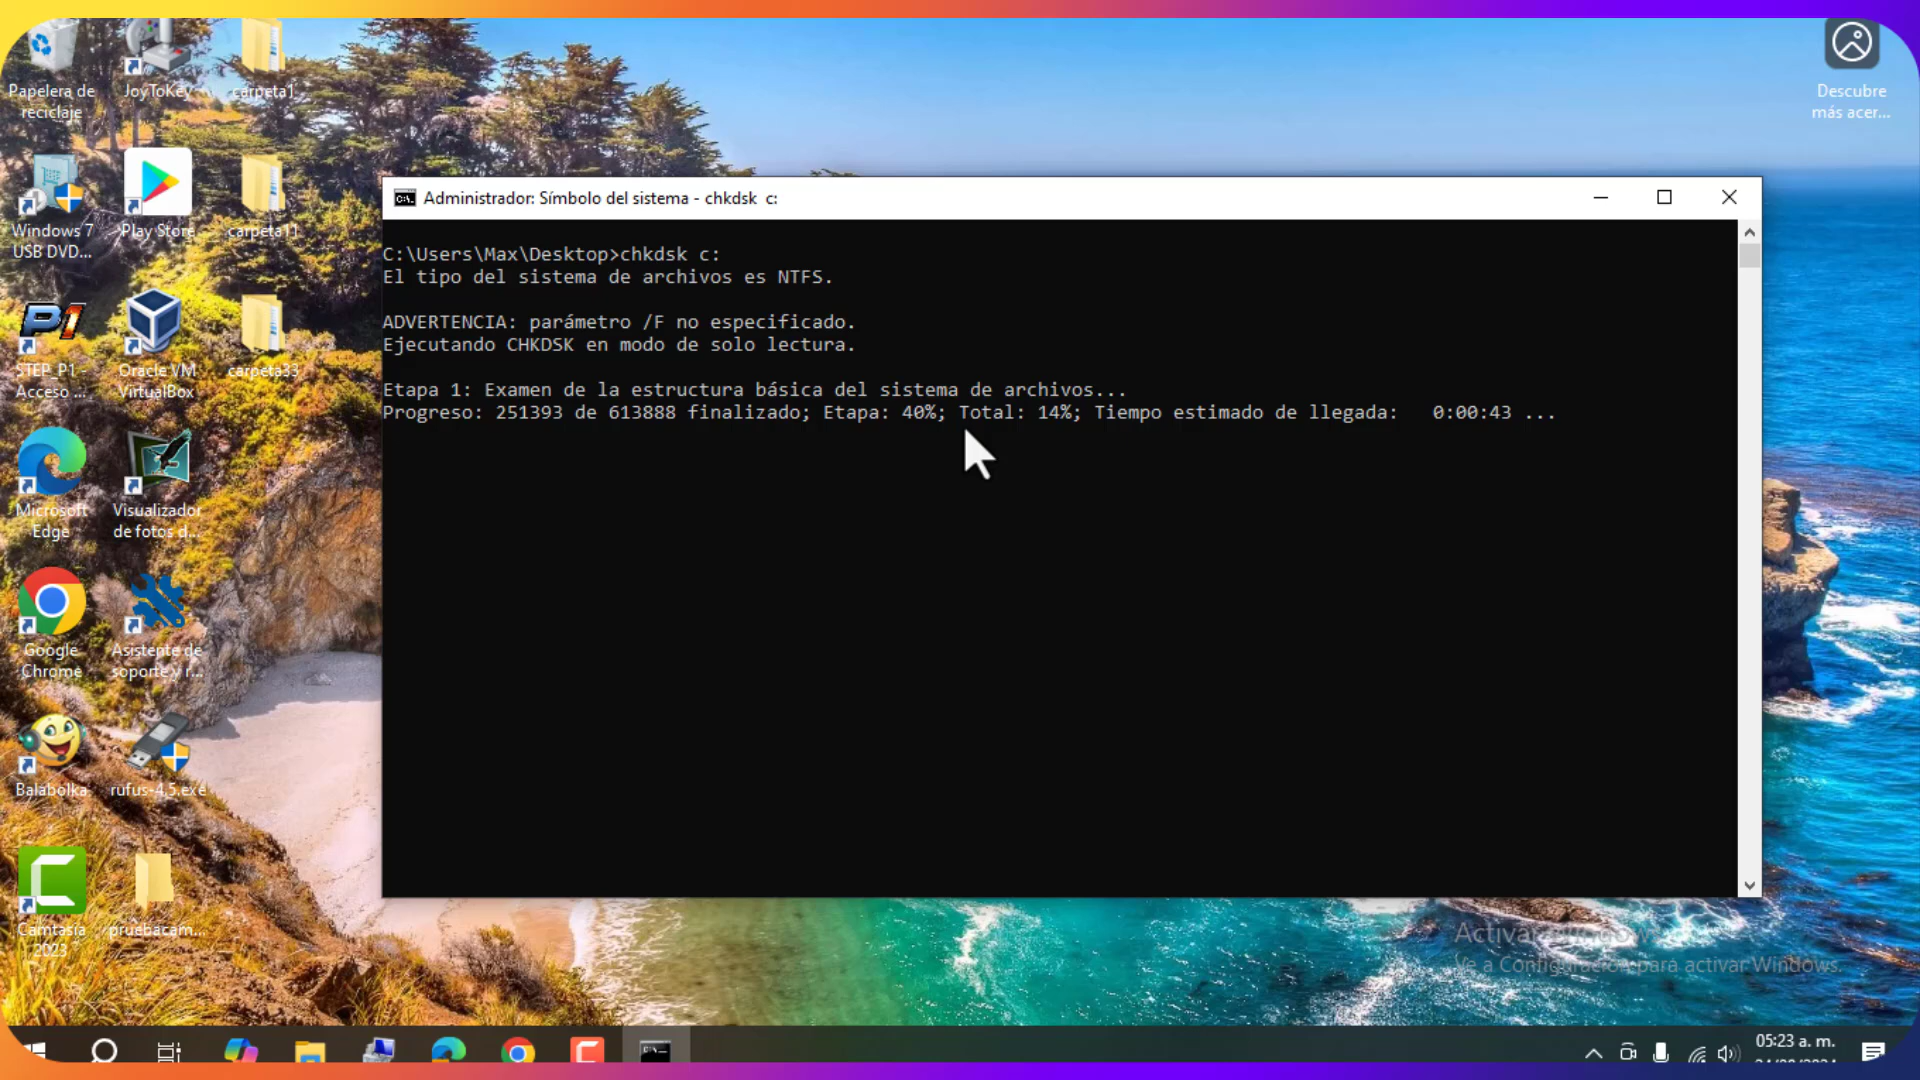 Papelera de
reciclaje
JoyToKey
carpeta1
Descubre
más acer...
Windows 7
USB DVD...
Play Store
carpeta11
STEP_P1 -
Acceso ...
Oracle VM
VirtualBox
carpeta33
Microsoft
Edge
Visualizador
de fotos d...
Google
Chrome
Asistente de
soporte y r...
Balabolka
rufus-4.5.exe
Camtasia
2023
pruebacam...
Administrador: Símbolo del sistema - chkdsk c:
C:\Users\Max\Desktop>chkdsk c:
El tipo del sistema de archivos es NTFS.
ADVERTENCIA: parámetro /F no especificado.
Ejecutando CHKDSK en modo de solo lectura.
Etapa 1: Examen de la estructura básica del sistema de archivos...
Progreso: 251393 de 613888 finalizado; Etapa: 40%; Total: 14%; Tiempo estimado de llegada: 0:00:43 ...
Activar Windows
Ve a Configuración para activar Windows.
05:23 a. m.